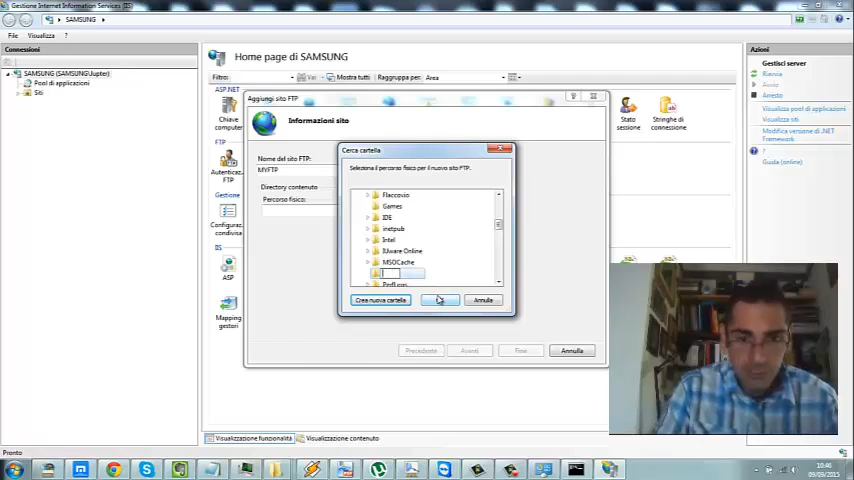 Gestione Internet Information Services (IIS)
SAMSUNG
File Visualizza ?
Connessioni
SAMSUNG (SAMSUNG\Jupiter)
Pool di applicazioni
Siti
Home page di SAMSUNG
Filtro: Vai Mostra tutti Raggruppa per: Area
ASP.NET
Chiave computer
Stato sessione
Stringhe di connessione
FTP
Autenticaz. FTP
Gestione
Configuraz. condivisa
IIS
ASP
Mapping gestori
Aggiungi sito FTP
Informazioni sito
Nome del sito FTP:
MYFTP
Directory contenuto
Percorso fisico:
Precedente Avanti Fine Annulla
Cerca cartella
Seleziona il percorso fisico per il nuovo sito FTP.
Flaccovio
Games
IDE
inetpub
Intel
IUware Online
MSOCache
PerfLogs
Crea nuova cartella
Annulla
Azioni
Gestisci server
Riavvia
Avvia
Arresto
Visualizza pool di applicazioni
Visualizza siti
Modifica versione di .NET Framework
?
Guida (online)
Visualizzazione funzionalità Visualizzazione contenuto
Pronto
10:46
09/09/2015